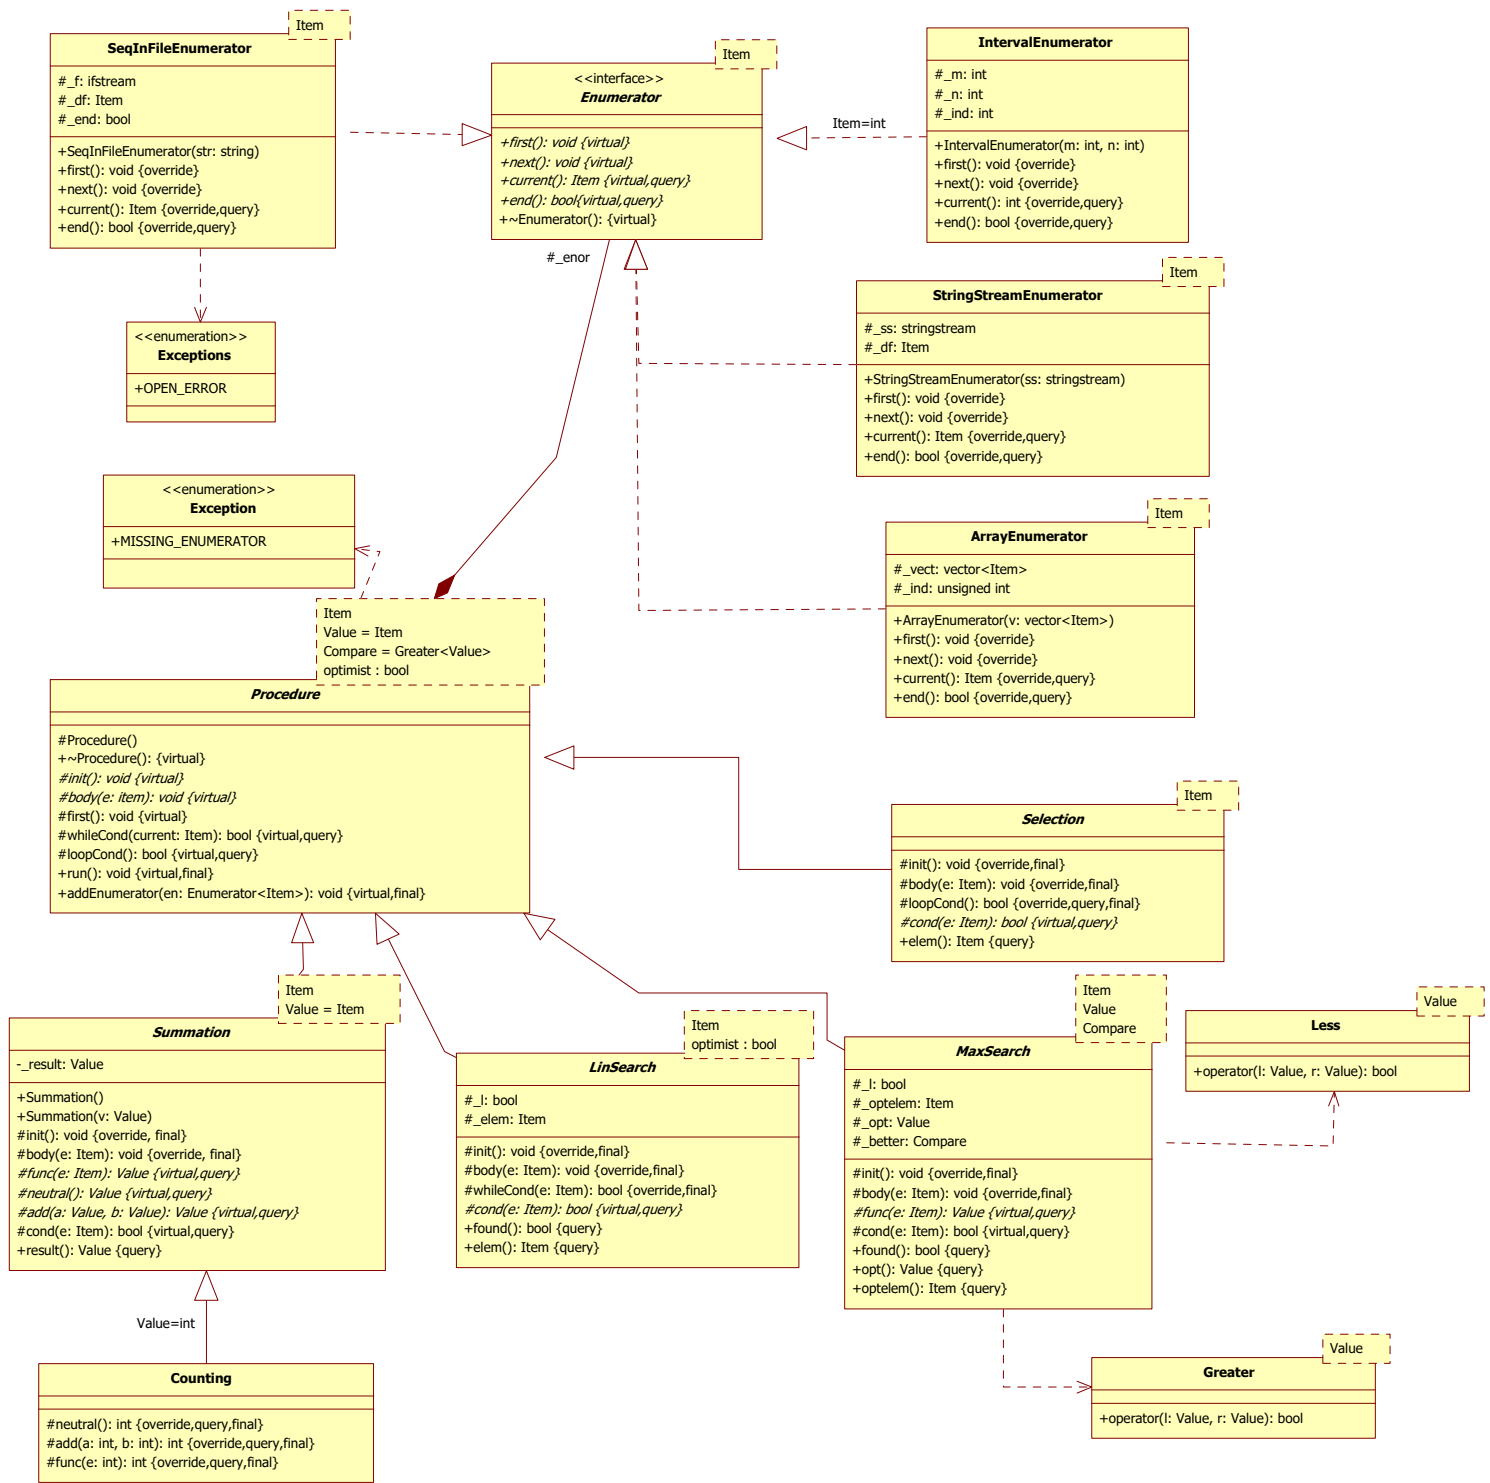 Item
SeqInFileEnumerator
#_f: ifstream
#_df: Item
#_end: bool
+SeqInFileEnumerator(str: string)
+first(): void {override}
+next(): void {override}
+current(): Item {override,query}
+end(): bool {override,query}
Item
<<interface>>
Enumerator
+first(): void {virtual}
+next(): void {virtual}
+current(): Item {virtual,query}
+end(): bool{virtual,query}
+~Enumerator(): {virtual}
Item=int
IntervalEnumerator
#_m: int
#_n: int
#_ind: int
+IntervalEnumerator(m: int, n: int)
+first(): void {override}
+next(): void {override}
+current(): int {override,query}
+end(): bool {override,query}
#_enor
Item
StringStreamEnumerator
#_ss: stringstream
#_df: Item
+StringStreamEnumerator(ss: stringstream)
+first(): void {override}
+next(): void {override}
+current(): Item {override,query}
+end(): bool {override,query}
<<enumeration>>
Exceptions
+OPEN_ERROR
<<enumeration>>
Exception
+MISSING_ENUMERATOR
Item
ArrayEnumerator
#_vect: vector<Item>
#_ind: unsigned int
+ArrayEnumerator(v: vector<Item>)
+first(): void {override}
+next(): void {override}
+current(): Item {override,query}
+end(): bool {override,query}
Item
Value = Item
Compare = Greater<Value>
optimist : bool
Procedure
#Procedure()
+~Procedure(): {virtual}
#init(): void {virtual}
#body(e: item): void {virtual}
#first(): void {virtual}
#whileCond(current: Item): bool {virtual,query}
#loopCond(): bool {virtual,query}
+run(): void {virtual,final}
+addEnumerator(en: Enumerator<Item>): void {virtual,final}
Item
Selection
#init(): void {override,final}
#body(e: Item): void {override,final}
#loopCond(): bool {override,query,final}
#cond(e: Item): bool {virtual,query}
+elem(): Item {query}
Item
Value = Item
Summation
-_result: Value
+Summation()
+Summation(v: Value)
#init(): void {override, final}
#body(e: Item): void {override, final}
#func(e: Item): Value {virtual,query}
#neutral(): Value {virtual,query}
#add(a: Value, b: Value): Value {virtual,query}
#cond(e: Item): bool {virtual,query}
+result(): Value {query}
Item
optimist : bool
LinSearch
#_l: bool
#_elem: Item
#init(): void {override,final}
#body(e: Item): void {override,final}
#whileCond(e: Item): bool {override,final}
#cond(e: Item): bool {virtual,query}
+found(): bool {query}
+elem(): Item {query}
Item
Value
Compare
MaxSearch
#_l: bool
#_optelem: Item
#_opt: Value
#_better: Compare
#init(): void {override,final}
#body(e: Item): void {override,final}
#func(e: Item): Value {virtual,query}
#cond(e: Item): bool {virtual,query}
+found(): bool {query}
+opt(): Value {query}
+optelem(): Item {query}
Value
Less
+operator(l: Value, r: Value): bool
Value=int
Counting
#neutral(): int {override,query,final}
#add(a: int, b: int): int {override,query,final}
#func(e: int): int {override,query,final}
Value
Greater
+operator(l: Value, r: Value): bool